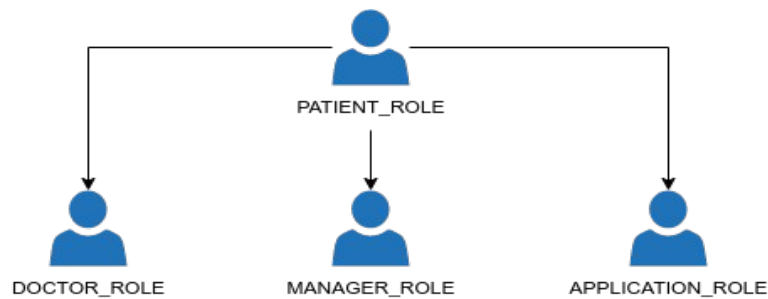 PATIENT_ROLE
DOCTOR_ROLE
MANAGER_ROLE
APPLICATION_ROLE